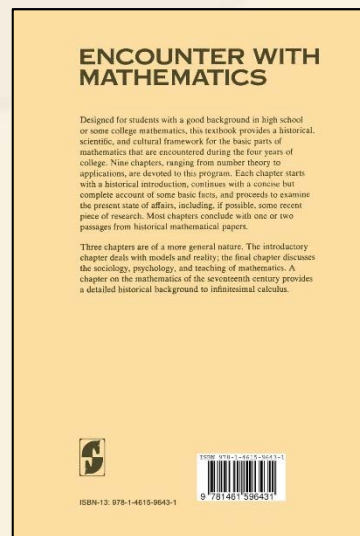 ENCOUNTER WITH
MATHEMATICS
Designed for students with a good background in high school
or some college mathematics, this textbook provides a historical,
scientific, and cultural framework for the basic parts of
mathematics that are encountered during the four years of
college. Nine chapters, ranging from number theory to
applications, are devoted to this program. Each chapter starts
with a historical introduction, continues with a concise but
complete account of some basic facts, and proceeds to examine
the present state of affairs, including, if possible, some recent
piece of research. Most chapters conclude with one or two
passages from historical mathematical papers.
Three chapters are of a more general nature. The introductory
chapter deals with models and reality; the final chapter discusses
the sociology, psychology, and teaching of mathematics. A
chapter on the mathematics of the seventeenth century provides
a detailed historical background to infinitesimal calculus.
ISBN 978-1-4615-9643-1
9 781461 596431
ISBN-13: 978-1-4615-9643-1